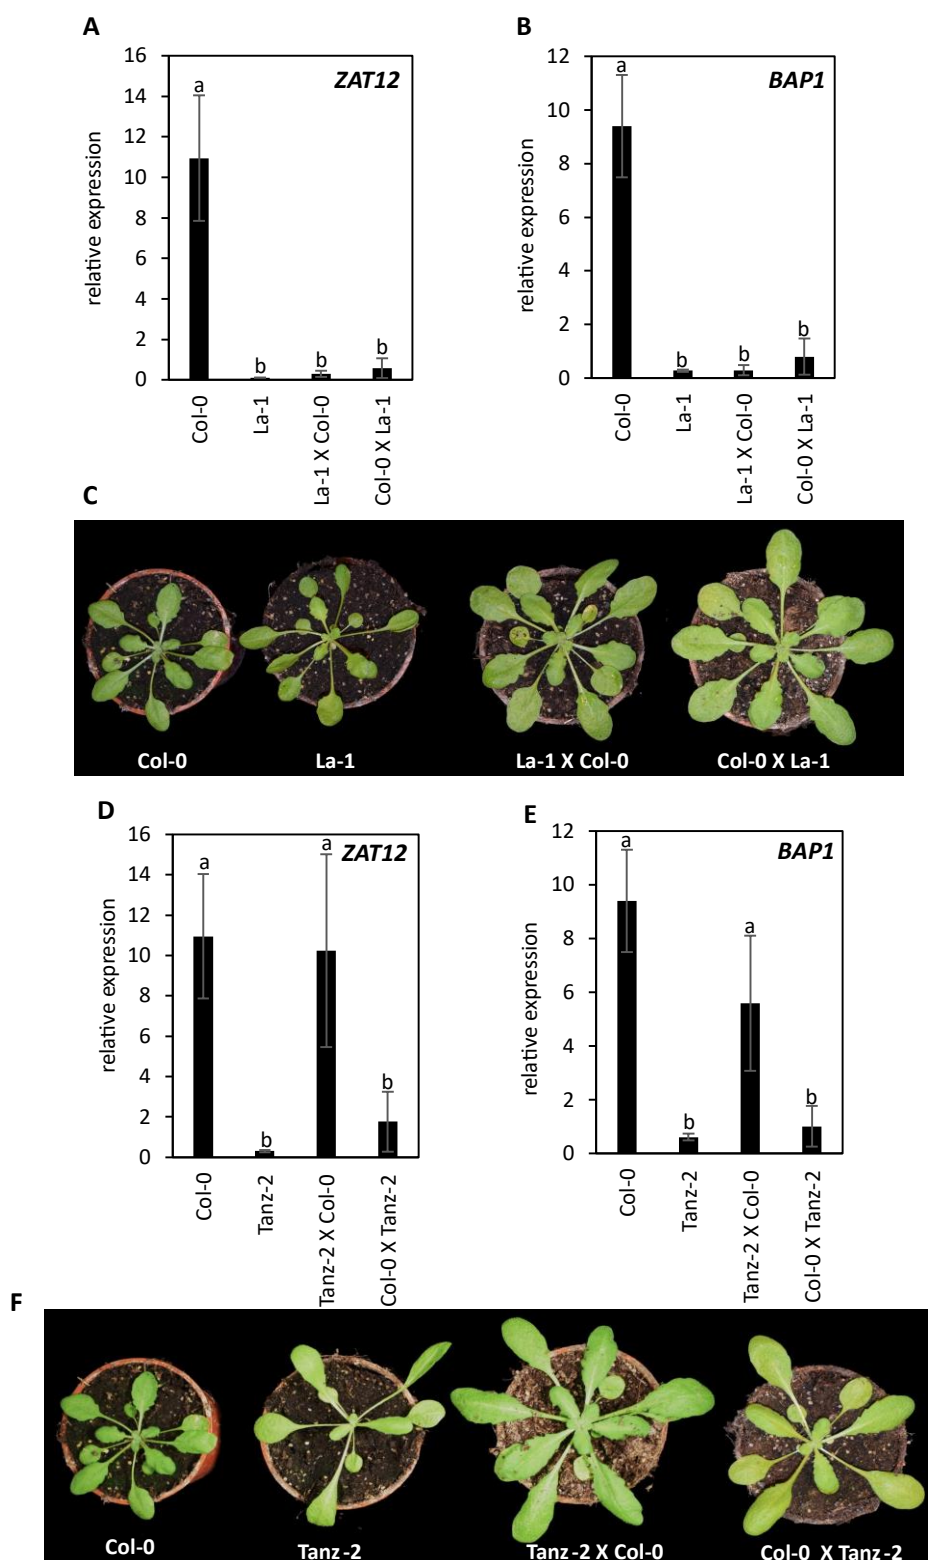 A
B
16
14
12
10
8
6
4
2
0
relative expression
ZAT12
a
b
b
b
Col-0
La-1
La-1 X Col-0
Col-0 X La-1
12
10
8
6
4
2
0
relative expression
BAP1
a
b
b
b
Col-0
La-1
La-1 X Col-0
Col-0 X La-1
C
Col-0
La-1
La-1 X Col-0
Col-0 X La-1
D
E
16
14
12
10
8
6
4
2
0
relative expression
ZAT12
a
b
a
b
Col-0
Tanz-2
Tanz-2 X Col-0
Col-0 X Tanz-2
12
10
8
6
4
2
0
relative expression
BAP1
a
b
a
b
Col-0
Tanz-2
Tanz-2 X Col-0
Col-0 X Tanz-2
F
Col-0
Tanz-2
Tanz-2 X Col-0
Col-0 X Tanz-2